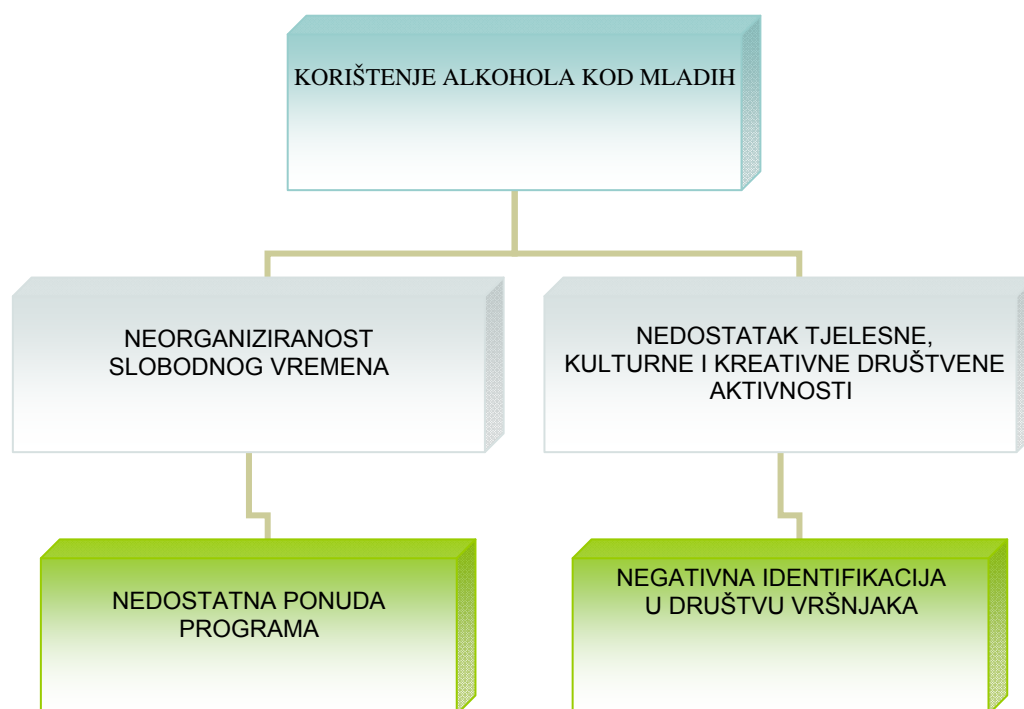 KORIŠTENJE ALKOHOLA KOD MLADIH
NEORGANIZIRANOST
SLOBODNOG VREMENA
NEDOSTATAK TJELESNE,
KULTURNE I KREATIVNE DRUŠTVENE
AKTIVNOSTI
NEDOSTATNA PONUDA
PROGRAMA
NEGATIVNA IDENTIFIKACIJA
U DRUŠTVU VRŠNJAKA